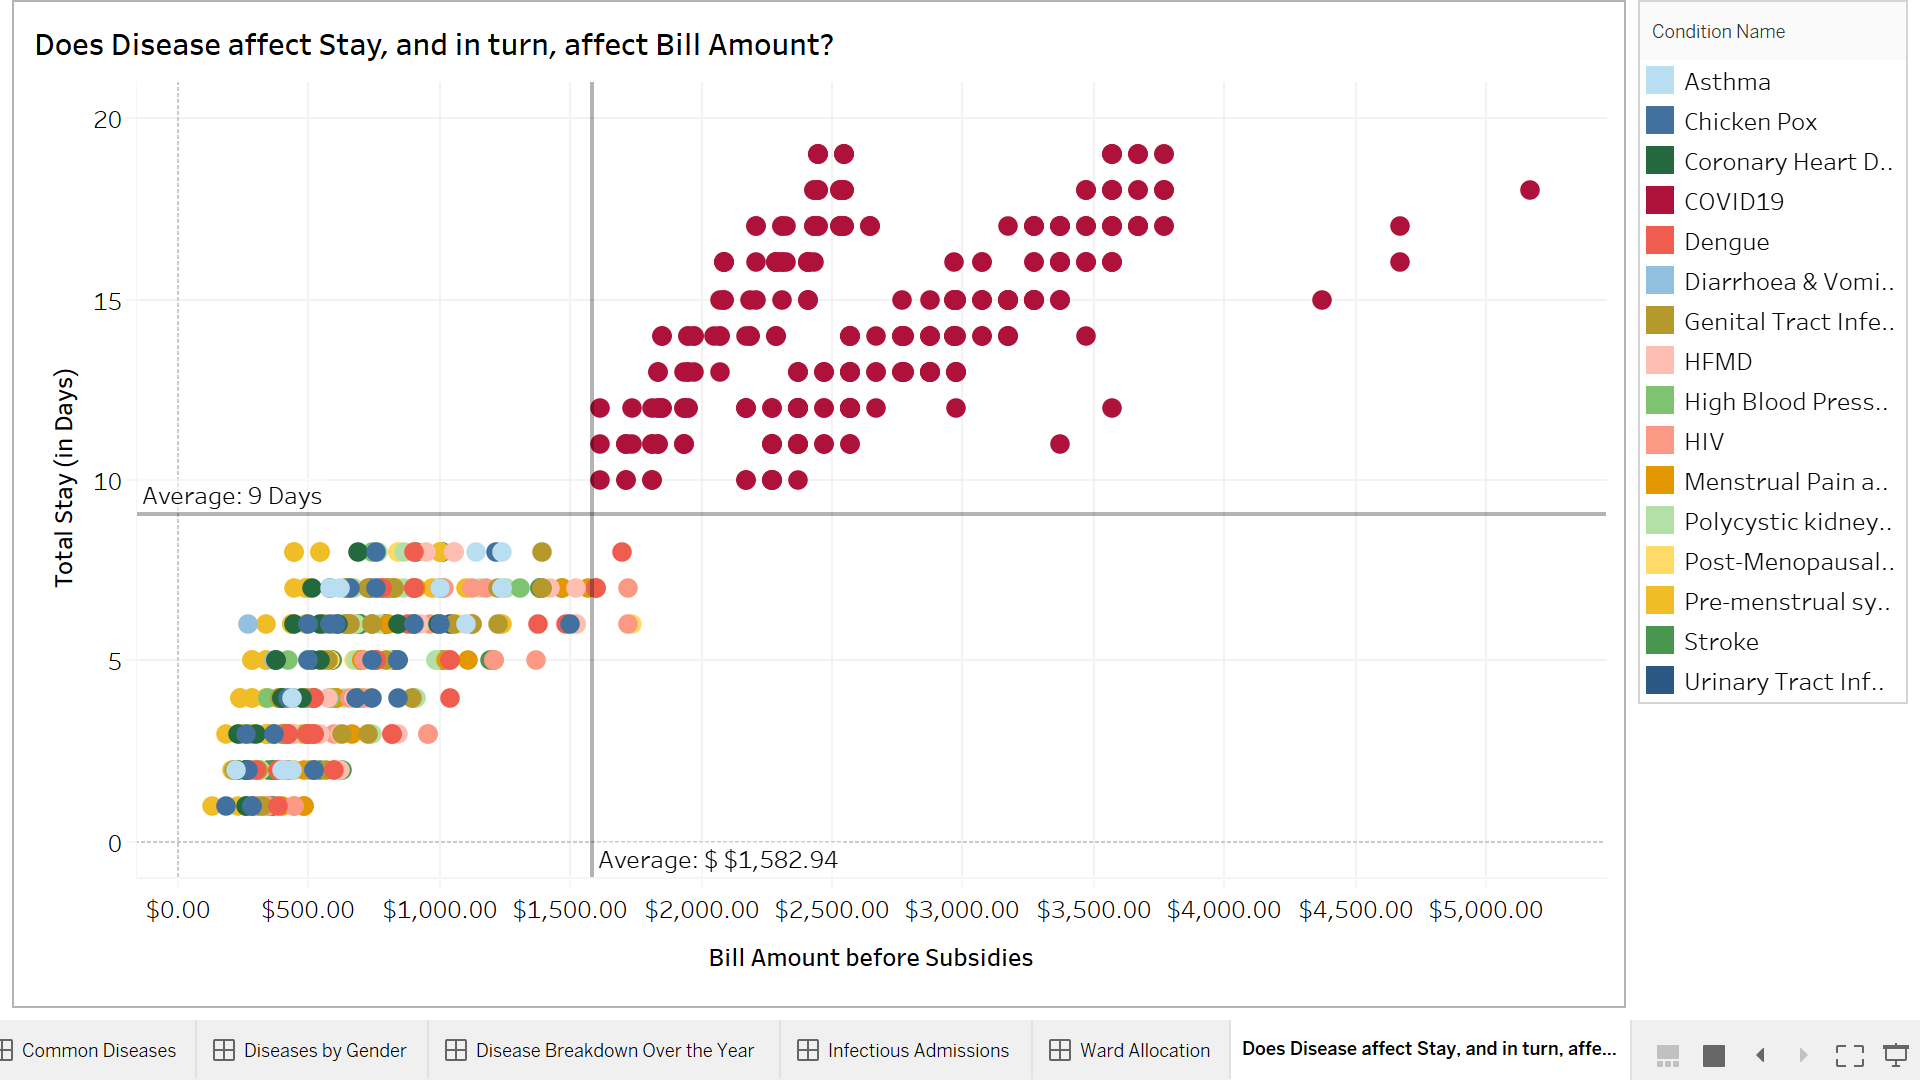 Does Disease affect Stay, and in turn, affect Bill Amount?
Condition Name
Asthma
Chicken Pox
Coronary Heart D..
COVID19
Dengue
Diarrhoea & Vomi..
Genital Tract Infe..
HFMD
High Blood Press..
HIV
Menstrual Pain a..
Polycystic kidney..
Post-Menopausal..
Pre-menstrual sy..
Stroke
Urinary Tract Inf..
Total Stay (in Days)
20
15
10
5
0
Average: 9 Days
Average: $ $1,582.94
$0.00 $500.00 $1,000.00 $1,500.00 $2,000.00 $2,500.00 $3,000.00 $3,500.00 $4,000.00 $4,500.00 $5,000.00
Bill Amount before Subsidies
Common Diseases Diseases by Gender Disease Breakdown Over the Year Infectious Admissions Ward Allocation Does Disease affect Stay, and in turn, affe...